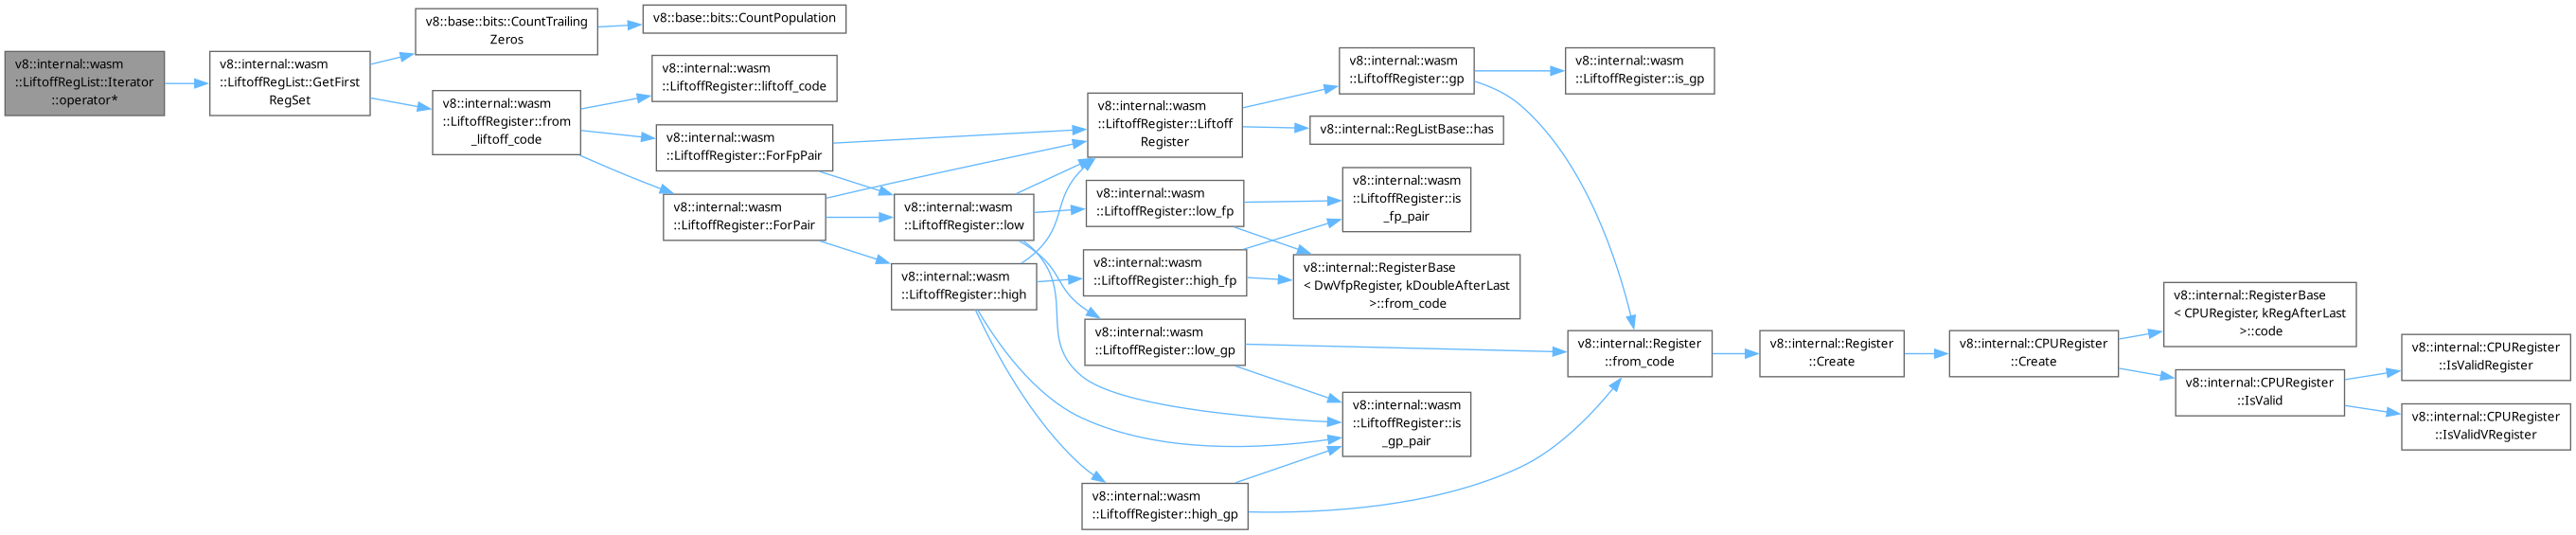 v8::internal::wasm
::LiftoffRegList::Iterator
::operator*
v8::internal::wasm
::LiftoffRegList::GetFirst
RegSet
v8::base::bits::CountTrailing
Zeros
v8::base::bits::CountPopulation
v8::internal::wasm
::LiftoffRegister::from
_liftoff_code
v8::internal::wasm
::LiftoffRegister::liftoff_code
v8::internal::wasm
::LiftoffRegister::ForFpPair
v8::internal::wasm
::LiftoffRegister::ForPair
v8::internal::wasm
::LiftoffRegister::low
v8::internal::wasm
::LiftoffRegister::high
v8::internal::wasm
::LiftoffRegister::Liftoff
Register
v8::internal::wasm
::LiftoffRegister::low_fp
v8::internal::wasm
::LiftoffRegister::high_fp
v8::internal::wasm
::LiftoffRegister::low_gp
v8::internal::wasm
::LiftoffRegister::high_gp
v8::internal::wasm
::LiftoffRegister::gp
v8::internal::RegListBase::has
v8::internal::wasm
::LiftoffRegister::is
_fp_pair
v8::internal::RegisterBase
< DwVfpRegister, kDoubleAfterLast
>::from_code
v8::internal::wasm
::LiftoffRegister::is
_gp_pair
v8::internal::wasm
::LiftoffRegister::is_gp
v8::internal::Register
::from_code
v8::internal::Register
::Create
v8::internal::CPURegister
::Create
v8::internal::RegisterBase
< CPURegister, kRegAfterLast
>::code
v8::internal::CPURegister
::IsValid
v8::internal::CPURegister
::IsValidRegister
v8::internal::CPURegister
::IsValidVRegister